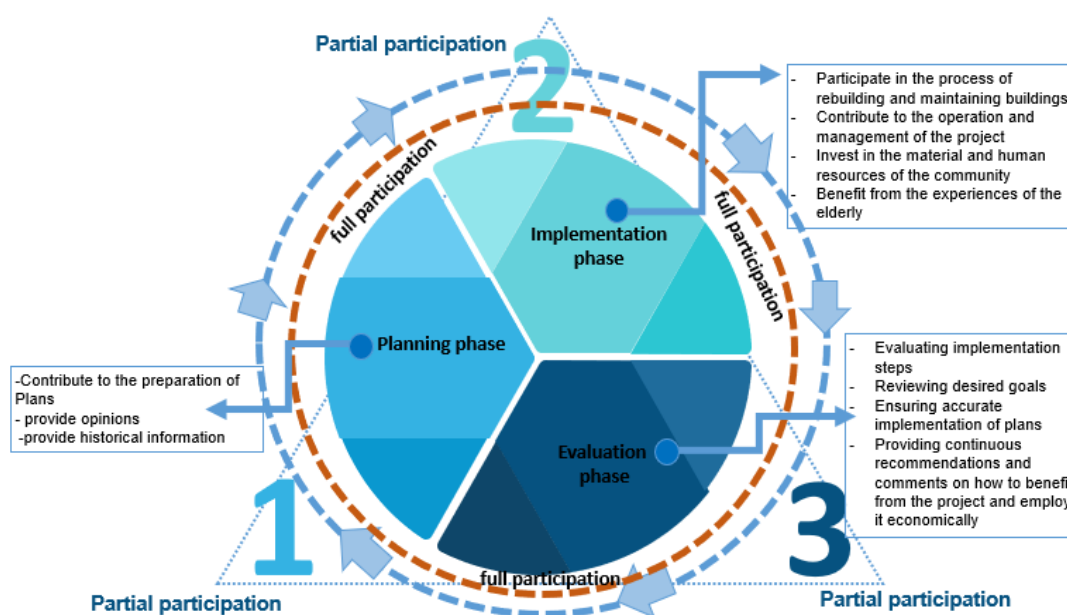 Partial participation
2
- Participate in the process of
rebuilding and maintaining buildings
- Contribute to the operation and
management of the project
- Invest in the material and human
resources of the community
- Benefit from the experiences of the
elderly
full participation
full participation
Implementation
phase
Planning phase
-Contribute to the preparation of
Plans
- provide opinions
-provide historical information
- Evaluating implementation
steps
- Reviewing desired goals
- Ensuring accurate
implementation of plans
- Providing continuous
recommendations and
comments on how to benefi
from the project and employ
it economically
Evaluation
phase
1
3
full participation
Partial participation
Partial participation